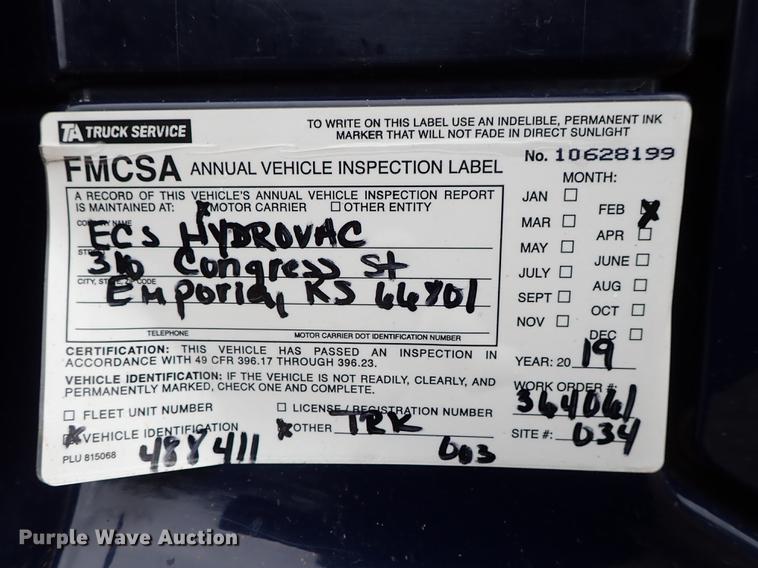 TA TRUCK SERVICE
TO WRITE ON THIS LABEL USE AN INDELIBLE, PERMANENT INK
MARKER THAT WILL NOT FADE IN DIRECT SUNLIGHT
FMCSA ANNUAL VEHICLE INSPECTION LABEL
No. 10628199
A RECORD OF THIS VEHICLE'S ANNUAL VEHICLE INSPECTION REPORT
IS MAINTAINED AT: MOTOR CARRIER OTHER ENTITY
ECS HYDROVAC
310 Congress St
CITY, STATE, ZIP CODE
Emporia, KS 66801
TELEPHONE MOTOR CARRIER DOT IDENTIFICATION NUMBER
MONTH:
JAN FEB X
MAR APR
MAY JUNE
JULY AUG
SEPT OCT
NOV DEC
YEAR: 20 19
CERTIFICATION: THIS VEHICLE HAS PASSED AN INSPECTION IN
ACCORDANCE WITH 49 CFR 396.17 THROUGH 396.23.
VEHICLE IDENTIFICATION: IF THE VEHICLE IS NOT READILY, CLEARLY, AND
PERMANENTLY MARKED, CHECK ONE AND COMPLETE.
WORK ORDER #:
364061
FLEET UNIT NUMBER LICENSE / REGISTRATION NUMBER
X VEHICLE IDENTIFICATION X OTHER TRK
SITE #: 034
PLU 815068 488411 003
Purple Wave Auction